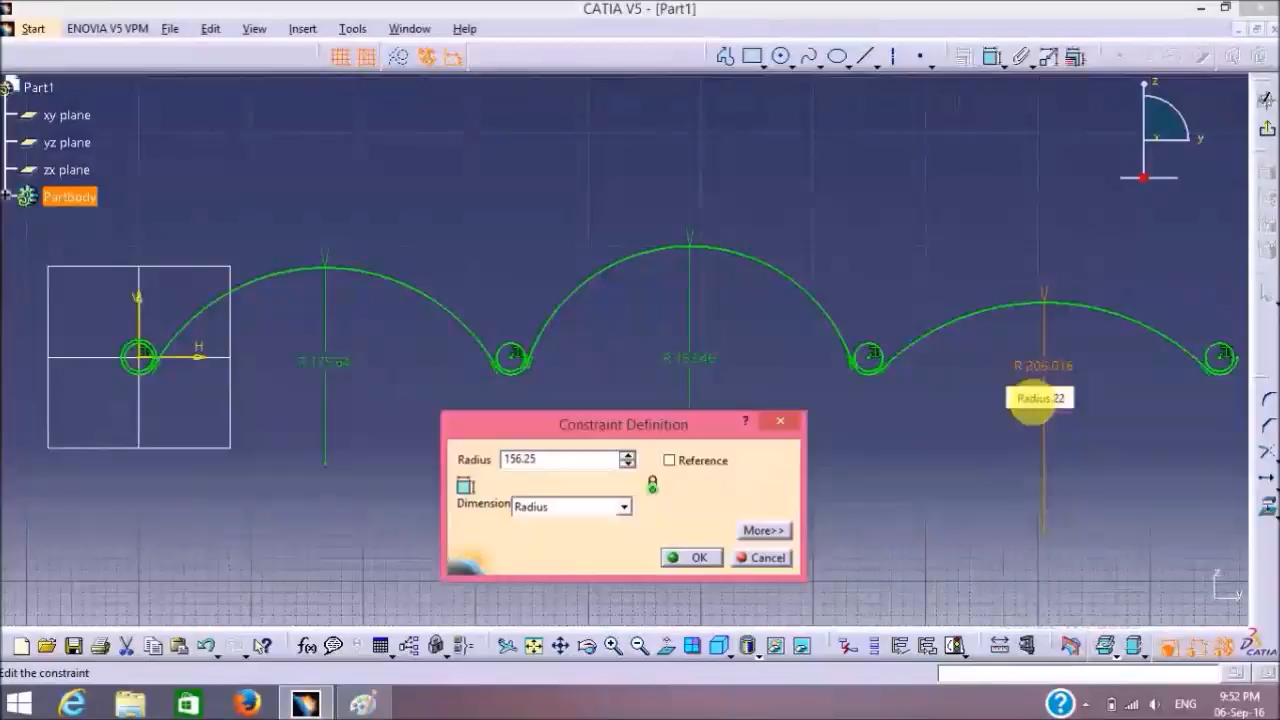 CATIA V5 - [Part1]
Start ENOVIA V5 VPM File Edit View Insert Tools Window Help
Part1
xy plane
yz plane
zx plane
Partbody
z
x
y
V
H
R 206.016
Radius.22
Constraint Definition
?
Radius 156.25
Reference
Dimension Radius
More>>
OK Cancel
z
y
f(x)
CATIA
Edit the constraint
ENG
9:52 PM
06-Sep-16